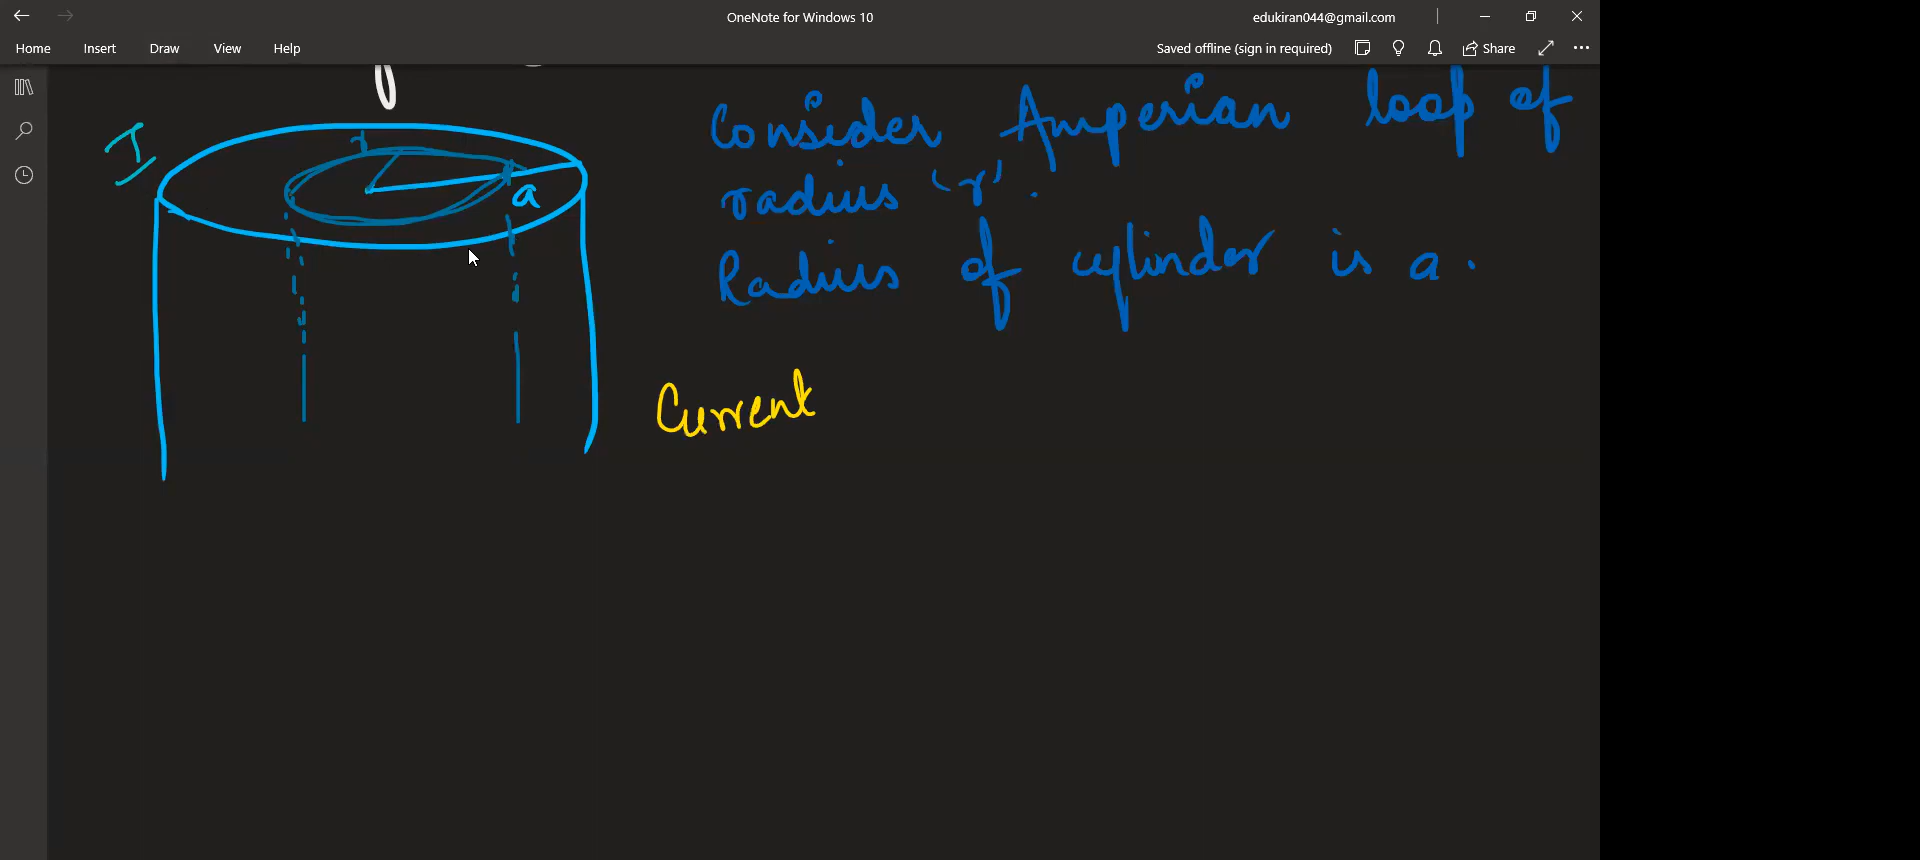 OneNote for Windows 10
edukiran044@gmail.com
Home Insert Draw View Help
Saved offline (sign in required) Share
Consider Amperian loop of
radius 'r'.
Radius of cylinder is a.
I
r
a
Current